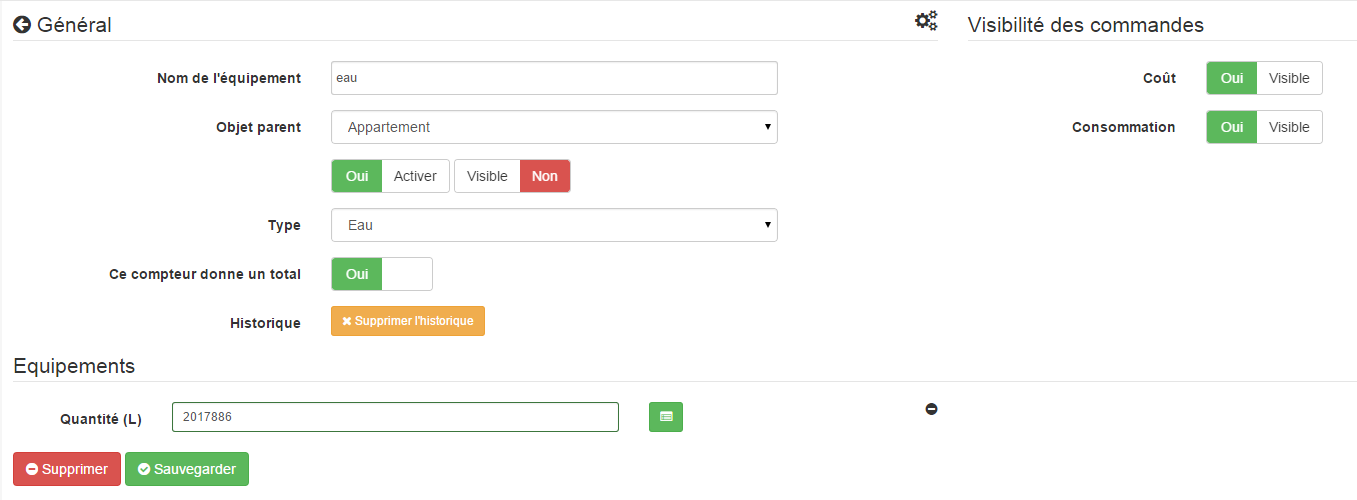 Général
Nom de l'équipement eau
Objet parent Appartement
Oui Activer Visible Non
Type Eau
Ce compteur donne un total Oui
Historique Supprimer l'historique
Visibilité des commandes
Coût Oui Visible
Consommation Oui Visible
Equipements
Quantité (L) 2017886
Supprimer Sauvegarder